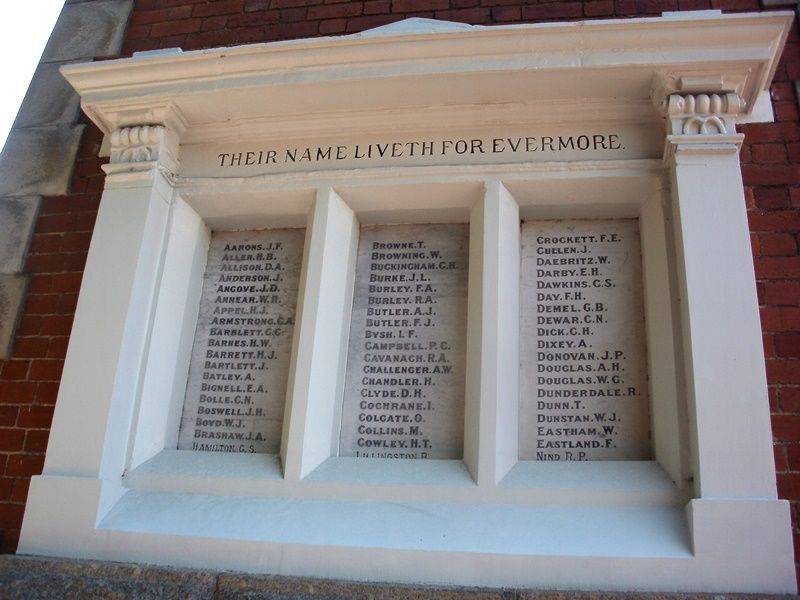 THEIR NAME LIVETH FOR EVERMORE.
AARONS. J.F.
ALLEN. H.B.
ALLISON. D.A.
ANDERSON. J.
ANGOVE. J.D.
ANNEAR. W.R.
APPEL. H.J.
ARMSTRONG. G.A.
BARBLETT. C.C.
BARNES. H.W.
BARRETT. H.J.
BARTLETT. J.
BATLEY. A.
BIGNELL. E.A.
BOLLE. C.N.
BOSWELL. J.H.
BOYD. W.J.
BRASHAW. J.A.
HAMILTON. G.S.
BROWNE. T.
BROWNING. W.
BUCKINGHAM. G.H.
BURKE. J.L.
BURLEY. F.A.
BURLEY. R.A.
BUTLER. A.J.
BUTLER. F.J.
BYSH. I.F.
CAMPBELL. P.C.
CAVANAGH. R.A.
CHALLENGER. A.W.
CHANDLER. H.
CLYDE. D.H.
COCHRANE. I.
COLGATE. O.
COLLINS. M.
COWLEY. H.T.
LILLINGSTON. R.
CROCKETT. F.E.
CULLEN. J.
DAEBRITZ. W.
DARBY. E.H.
DAWKINS. C.S.
DAY. F.H.
DEMEL. G.B.
DEWAR. C.N.
DICK. C.H.
DIXEY. A.
DONOVAN. J.P.
DOUGLAS. A.H.
DOUGLAS. W.G.
DUNDERDALE. R.
DUNN. T.
DUNSTAN. W.J.
EASTHAM. W.
EASTLAND. F.
NIND R.P.